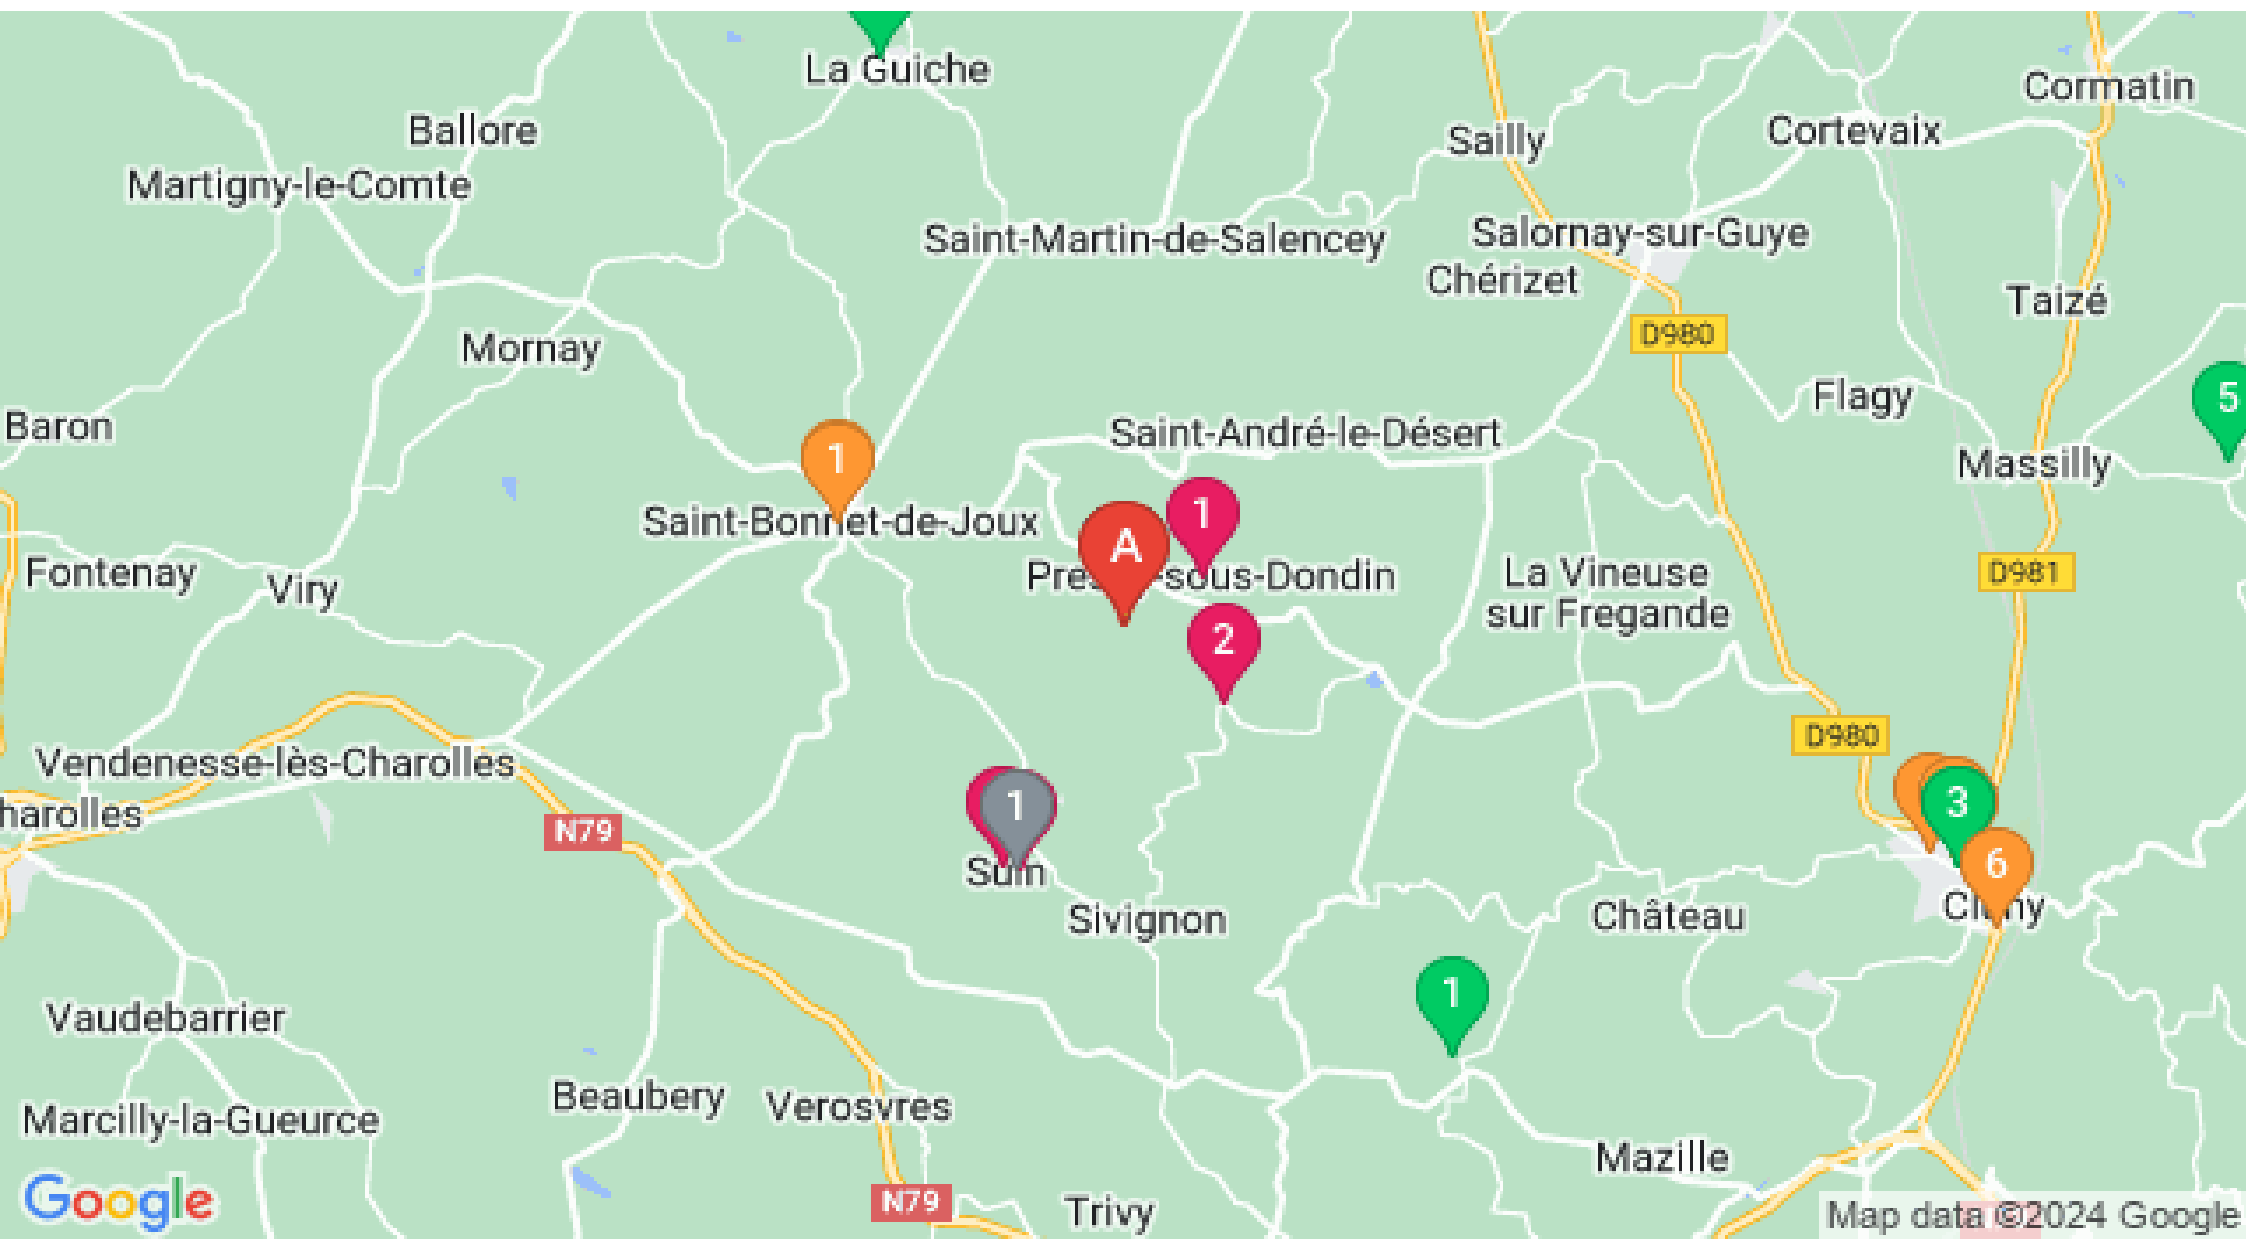 La Guiche
Cormatin
Ballore
Cortevaix
Sailly
Martigny-le-Comte
Saint-Martin-de-Salencey
Salornay-sur-Guye
Chérizet
Taizé
D980
Mornay
Flagy
5
Baron
Saint-André-le-Désert
1
Massilly
1
Saint-Bonnet-de-Joux
A
Fontenay
Viry
-sous-Dondin
La Vineuse
sur Fregande
D981
2
D980
Vendenesse-lès-Charolles
harolles
N79
1
3
6
Suin
Cluny
Sivignon
Château
1
Vaudebarrier
Beaubery
Verosvres
Marcilly-la-Gueurce
Mazille
Google
N79
Trivy
Map data ©2024 Google